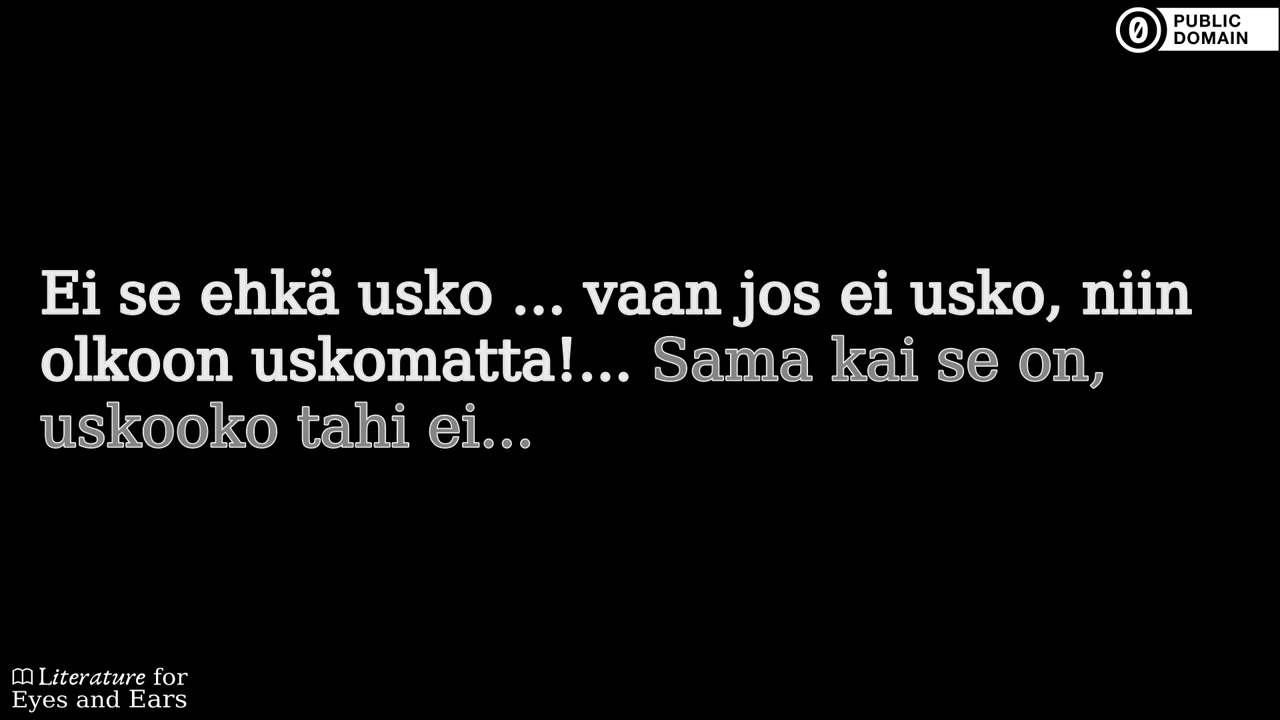 PUBLIC
DOMAIN
Ei se ehkä usko ... vaan jos ei usko, niin
olkoon uskomatta!... Sama kai se on,
uskooko tahi ei...
Literature for
Eyes and Ears